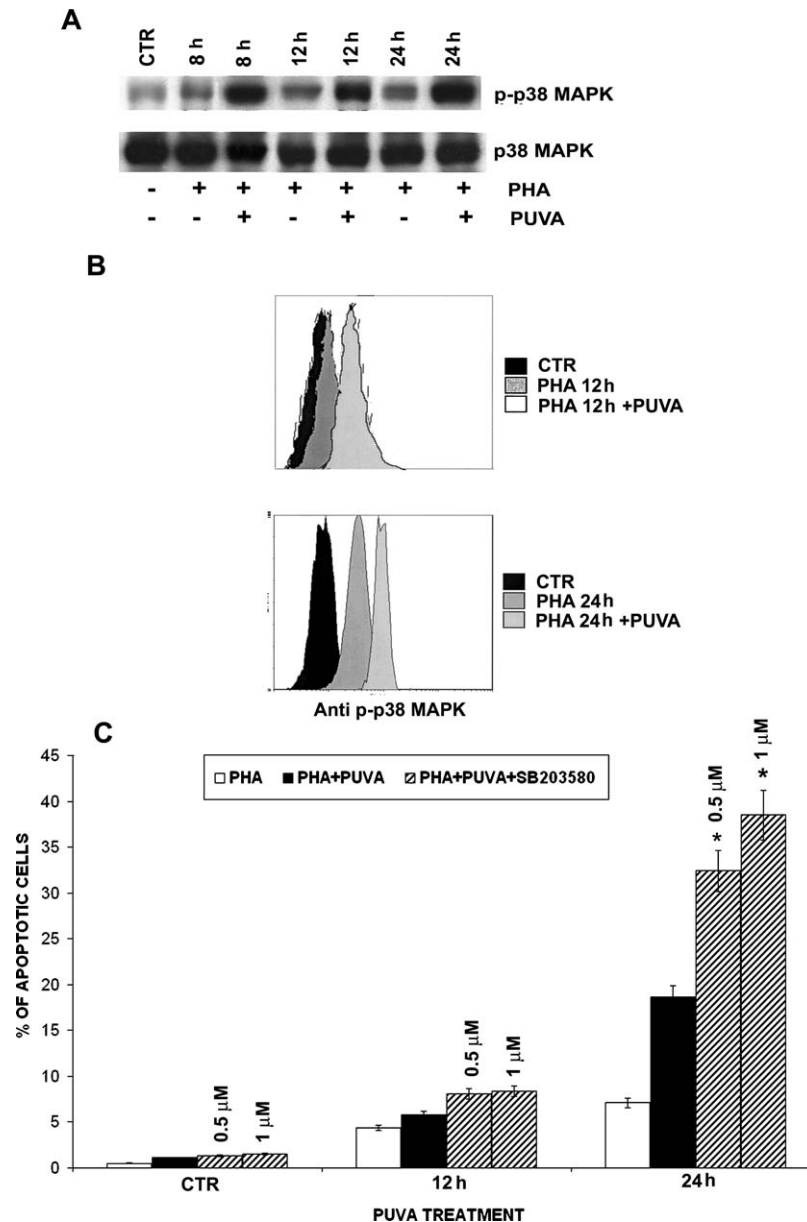 A
CTR 8 h 8 h 12 h 12 h 24 h 24 h
p-p38 MAPK
p38 MAPK
- + + + + + + PHA
- - + - + - + PUVA
B
CTR
PHA 12h
PHA 12h +PUVA
CTR
PHA 24h
PHA 24h +PUVA
Anti p-p38 MAPK
C
PHA PHA+PUVA PHA+PUVA+SB203580
% OF APOPTOTIC CELLS
45
40
35
30
25
20
15
10
5
0
0.5 µM
1 µM
0.5 µM
1 µM
* 0.5 µM
* 1 µM
CTR 12h 24h
PUVA TREATMENT